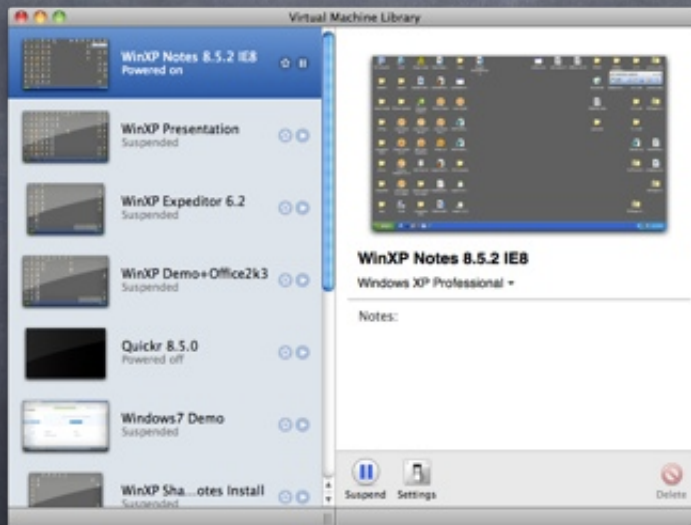 Virtual Machine Library
WinXP Notes 8.5.2 IE8
Powered on
WinXP Presentation
Suspended
WinXP Expeditor 6.2
Suspended
WinXP Demo+Office2k3
Suspended
Quickr 8.5.0
Powered off
Windows7 Demo
Suspended
WinXP Sha...otes Install
Suspended
WinXP Notes 8.5.2 IE8
Windows XP Professional
Notes:
Suspend
Settings
Delete